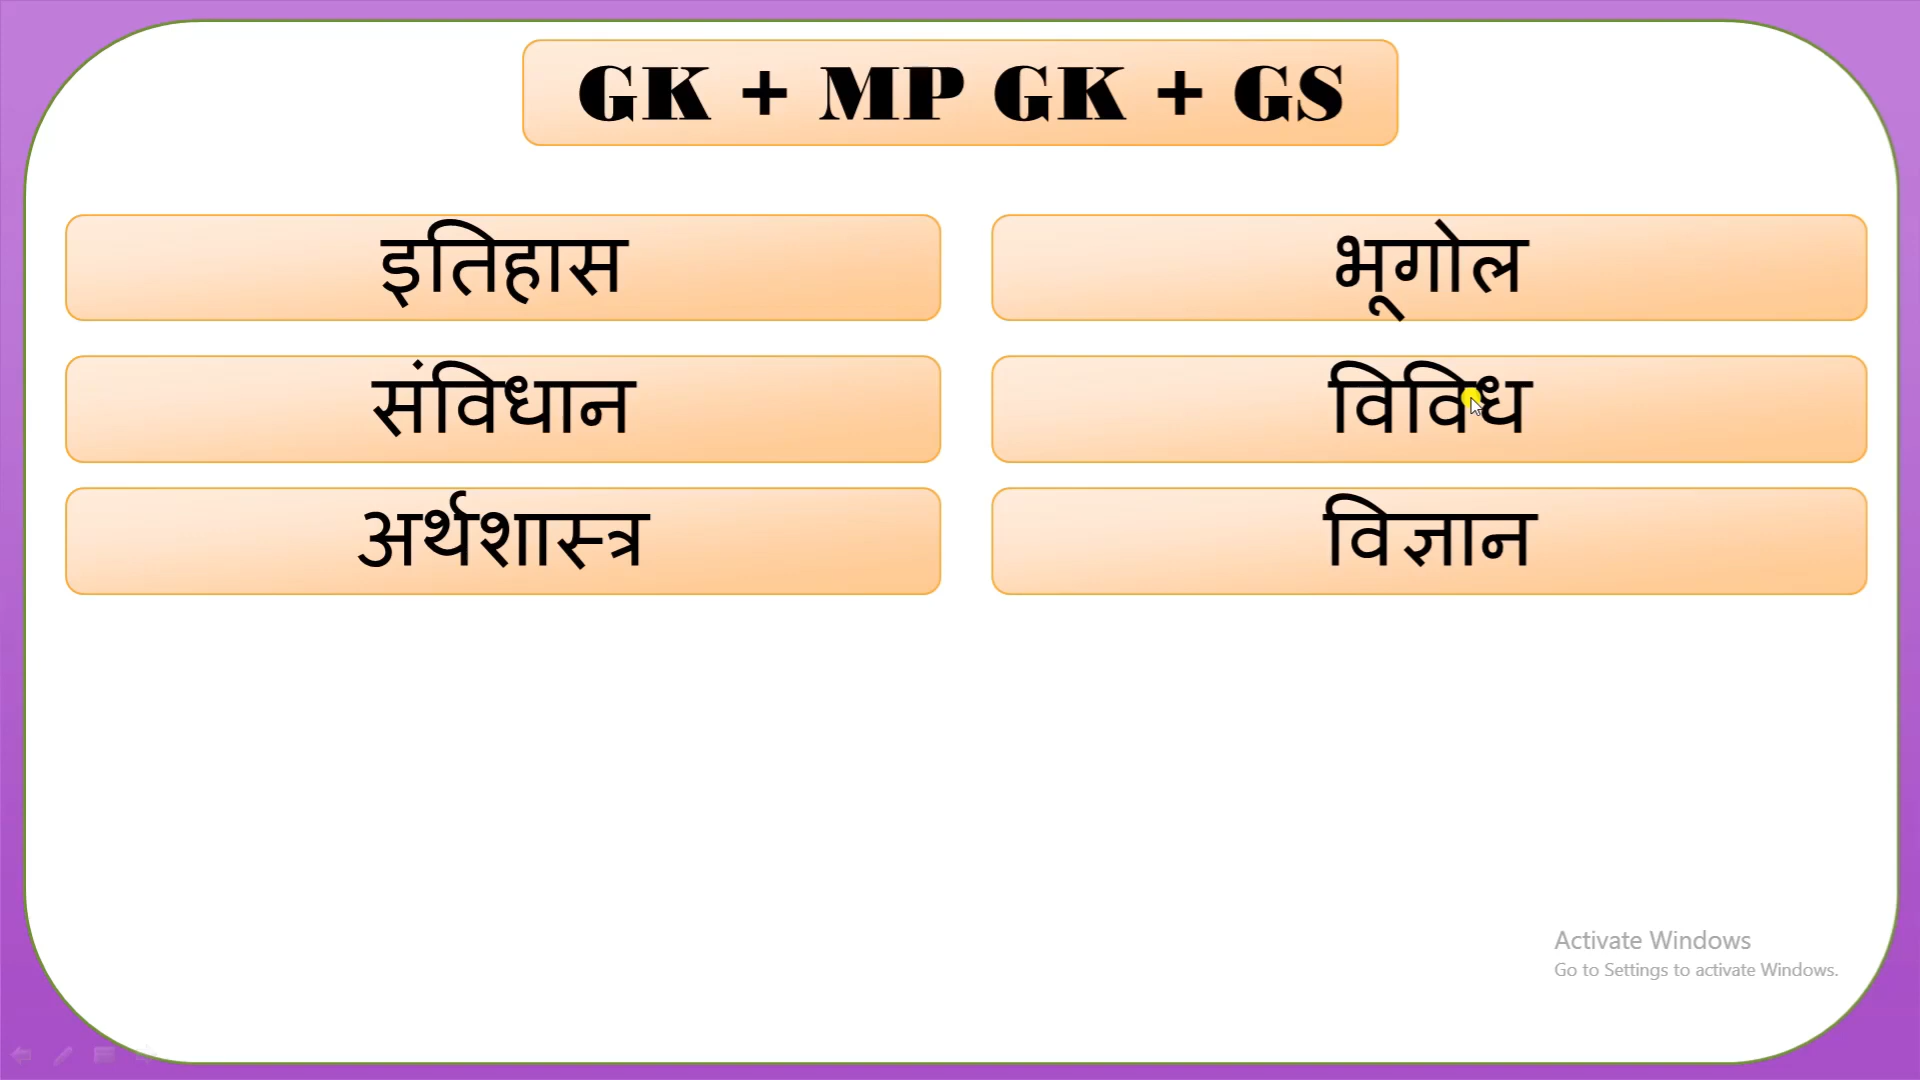 GK + MP GK + GS
इतिहास
भूगोल
संविधान
विविध
अर्थशास्त्र
विज्ञान
Activate Windows
Go to Settings to activate Windows.